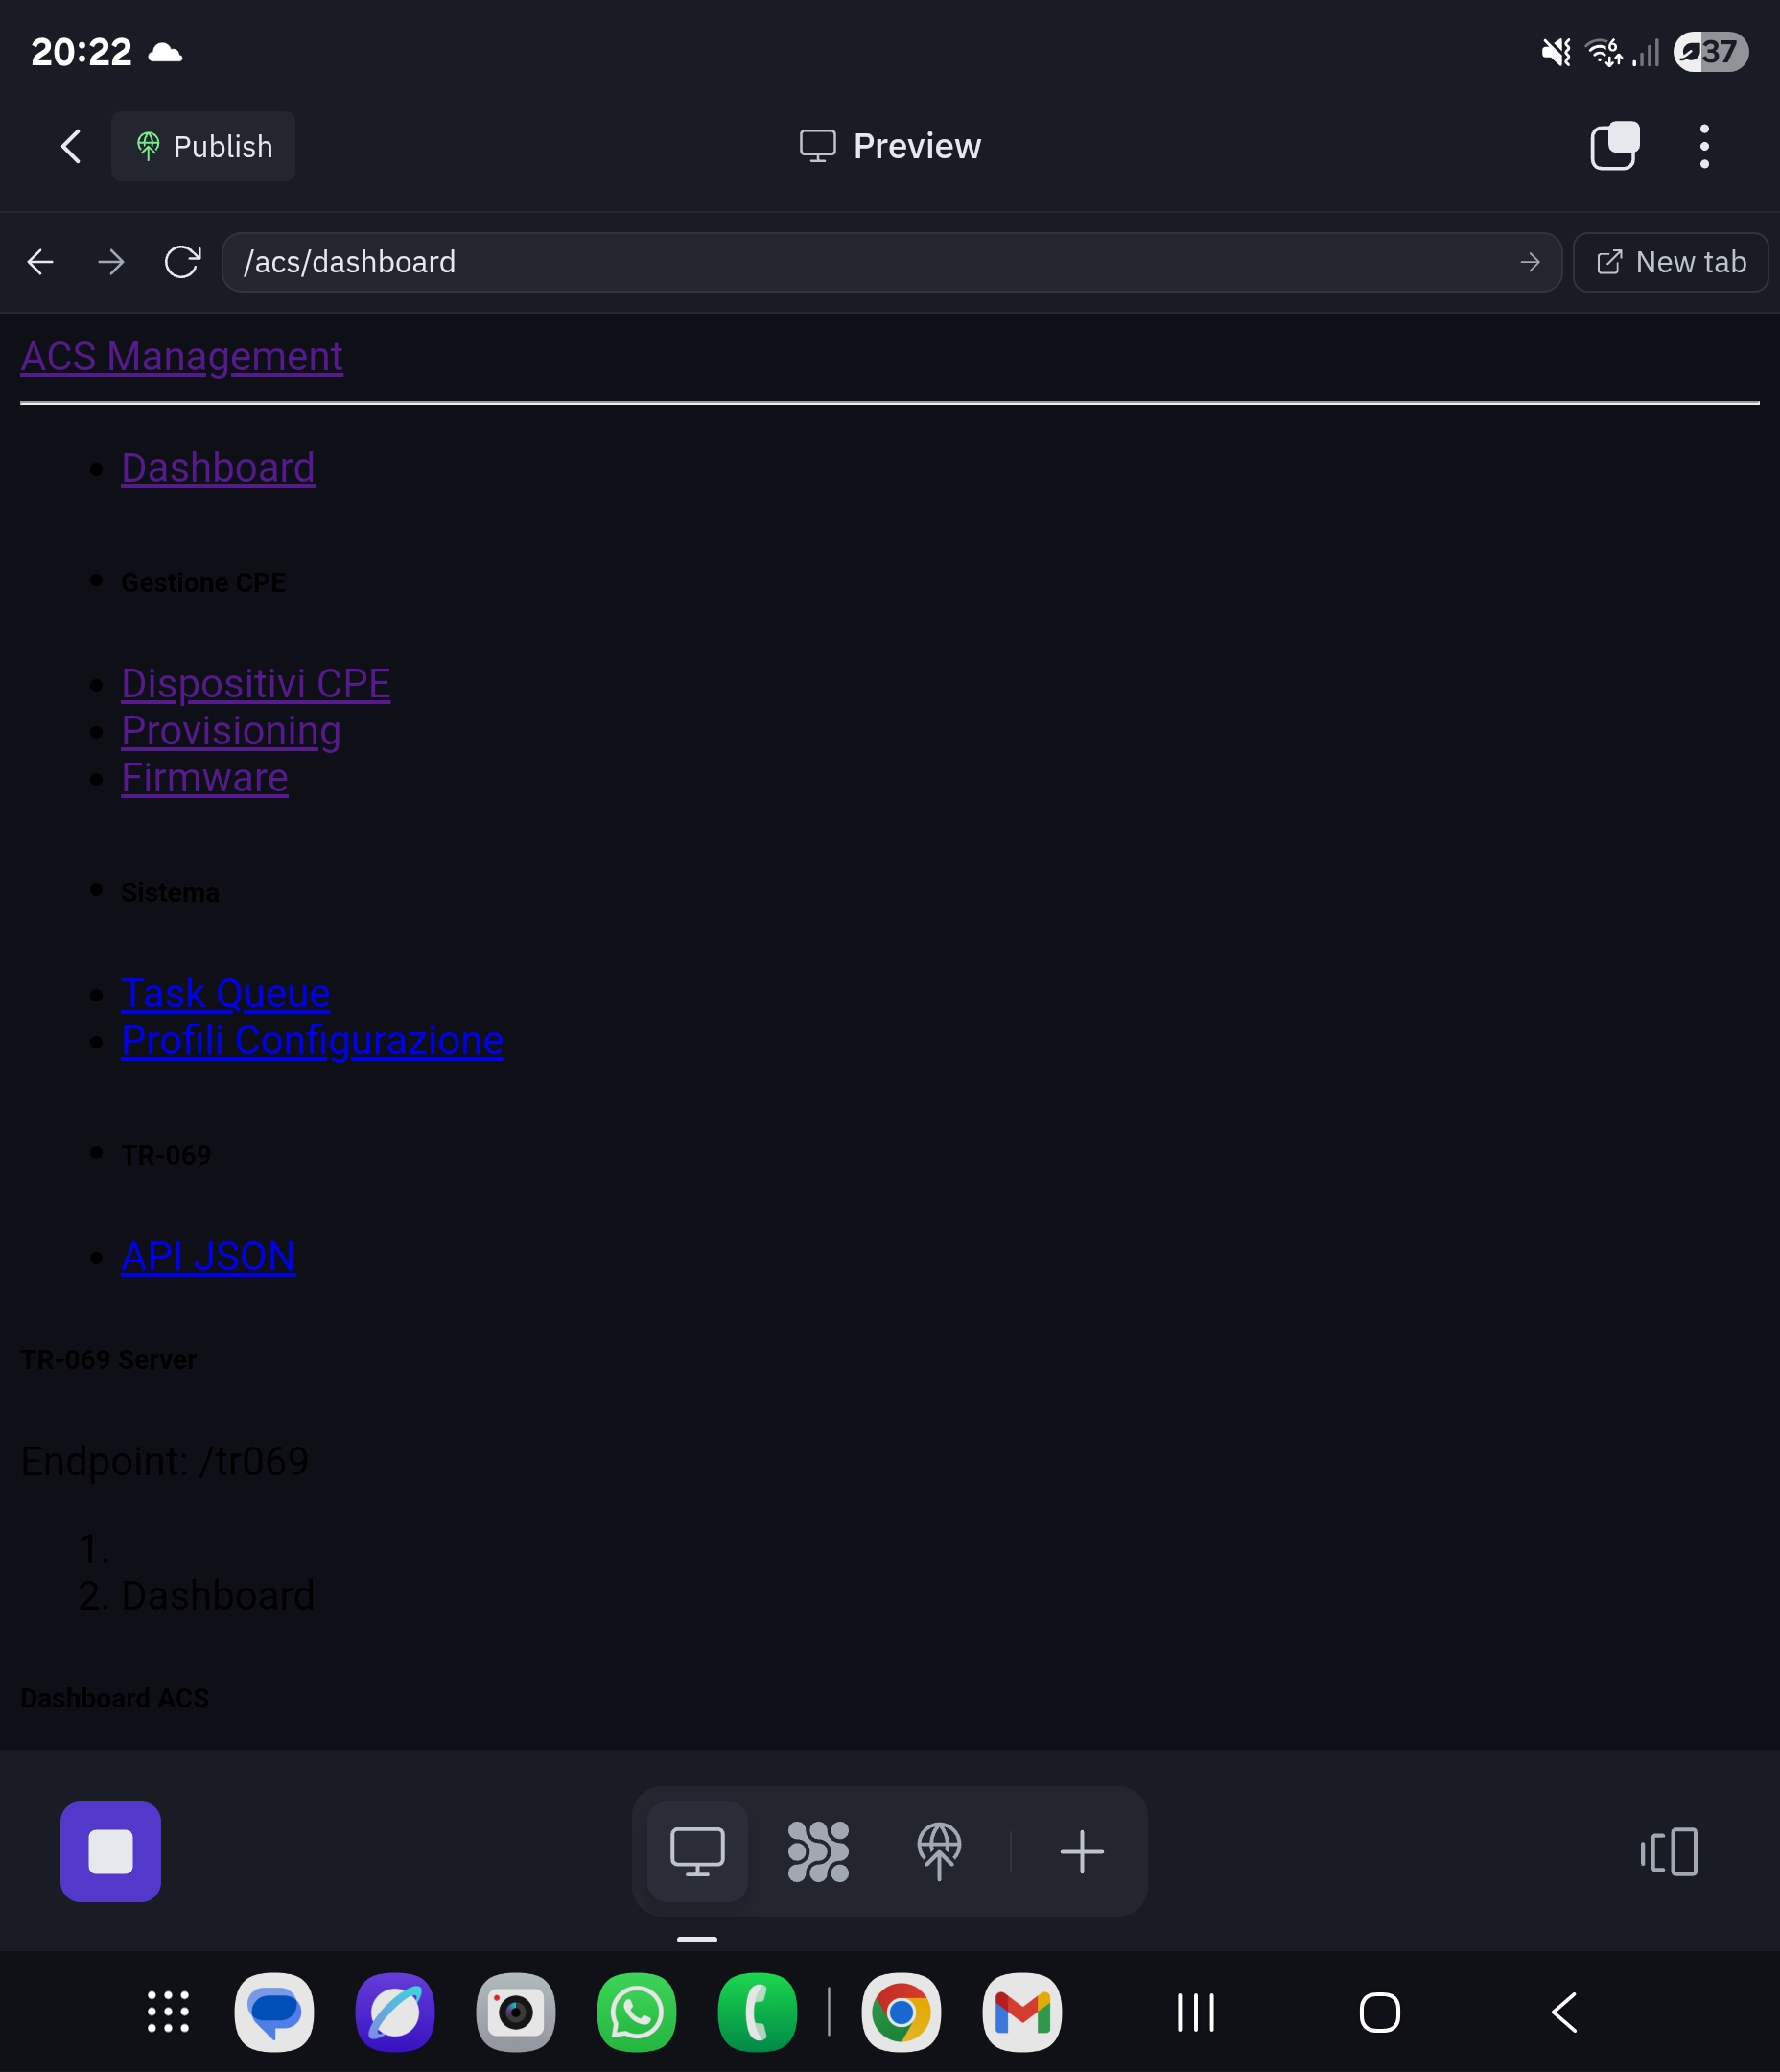 20:22
6
37
Publish
Preview
/acs/dashboard
New tab
ACS Management
Dashboard
Gestione CPE
Dispositivi CPE
Provisioning
Firmware
Sistema
Task Queue
Profili Configurazione
TR-069
API JSON
TR-069 Server
Endpoint: /tr069
1.
2. Dashboard
Dashboard ACS